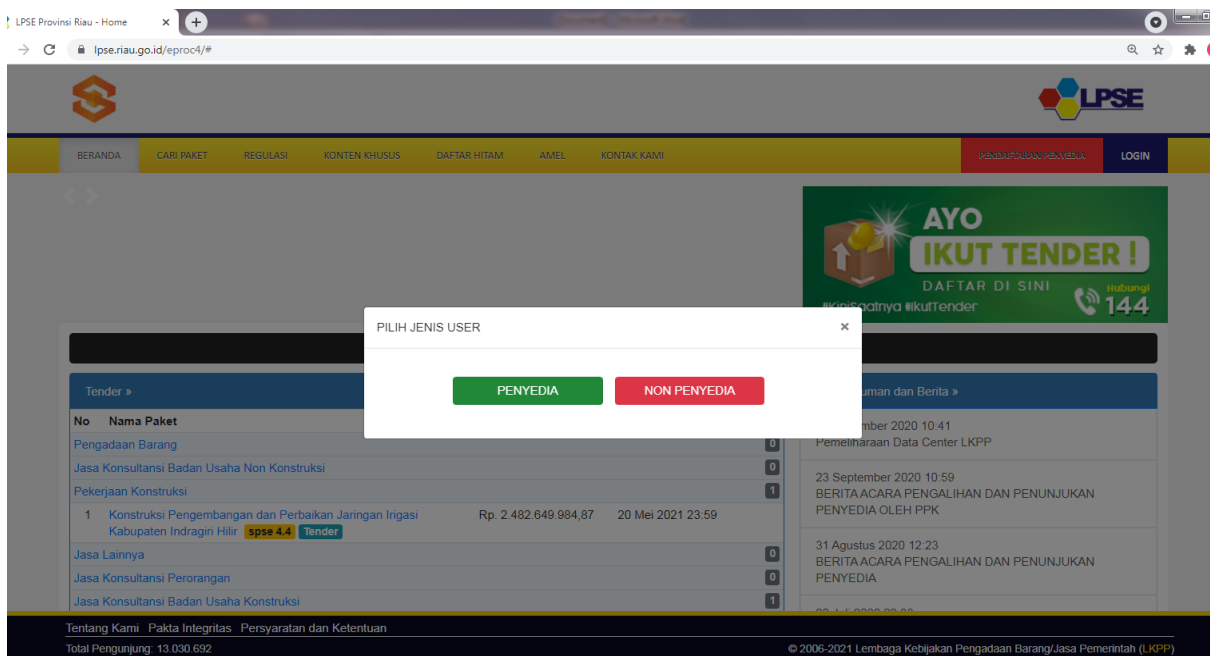 LPSE Provinsi Riau - Home
lpse.riau.go.id/eproc4/#
LPSE
BERANDA CARI PAKET REGULASI KONTEN KHUSUS DAFTAR HITAM AMEL KONTAK KAMI PENDAFTARAN PENYEDIA LOGIN
AYO
IKUT TENDER !
DAFTAR DI SINI
#KiniSaatnya #IkutTender
Hubungi
144
PILIH JENIS USER ×
PENYEDIA NON PENYEDIA
Tender »
No Nama Paket
Pengadaan Barang 0
Jasa Konsultansi Badan Usaha Non Konstruksi 0
Pekerjaan Konstruksi 1
1 Konstruksi Pengembangan dan Perbaikan Jaringan Irigasi Rp. 2.482.649.984,87 20 Mei 2021 23:59
Kabupaten Indragiri Hilir spse 4.4 Tender
Jasa Lainnya 0
Jasa Konsultansi Perorangan 0
Jasa Konsultansi Badan Usaha Konstruksi 1
dan Berita »
2020 10:41
Pemeliharaan Data Center LKPP
23 September 2020 10:59
BERITA ACARA PENGALIHAN DAN PENUNJUKAN
PENYEDIA OLEH PPK
31 Agustus 2020 12:23
BERITA ACARA PENGALIHAN DAN PENUNJUKAN
PENYEDIA
Tentang Kami Pakta Integritas Persyaratan dan Ketentuan
Total Pengunjung: 13.030.692
© 2006-2021 Lembaga Kebijakan Pengadaan Barang/Jasa Pemerintah (LKPP)